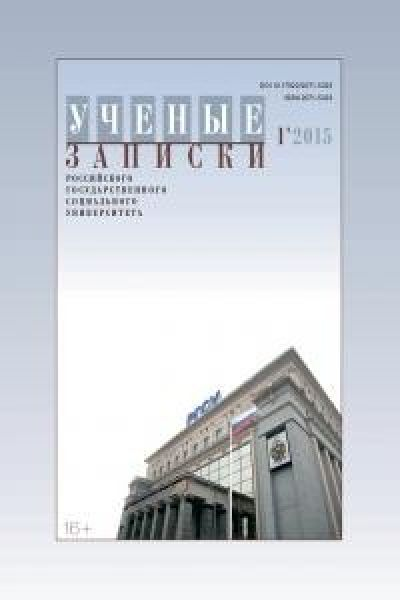 УЧЕНЫЕ
ЗАПИСКИ
1'2015
РОССИЙСКОГО
ГОСУДАРСТВЕННОГО
СОЦИАЛЬНОГО
УНИВЕРСИТЕТА
РГСУ
16+